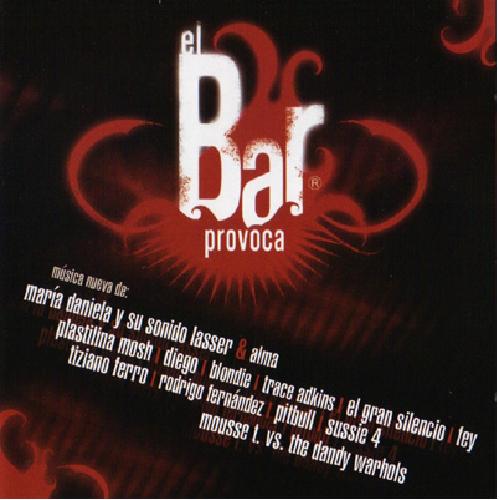 el
Bar®
provoca
música nueva de:
maría daniela y su sonido lasser & alma
plastilina mosh | diego | blondie | trace adkins | el gran silencio | fey
tiziano ferro | rodrigo fernández | pitbull | sussie 4
mousse t. vs. the dandy warhols